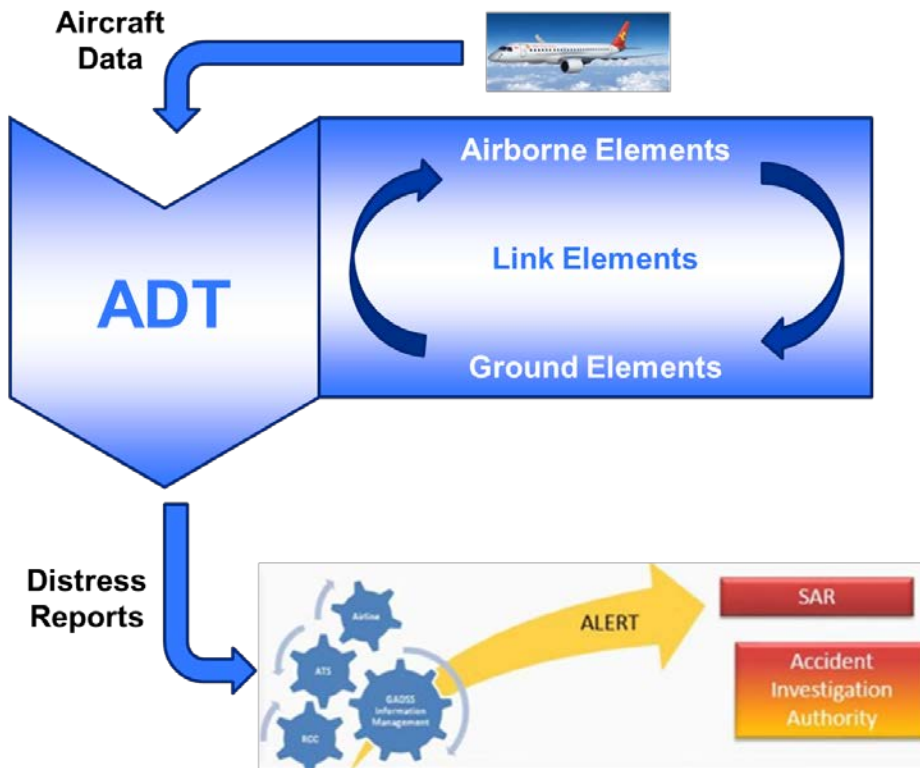 Aircraft
Data
Airborne Elements
Link Elements
ADT
Ground Elements
Distress
Reports
Airline
ATS
RCC
GADSS
Information
Management
ALERT
SAR
Accident
Investigation
Authority